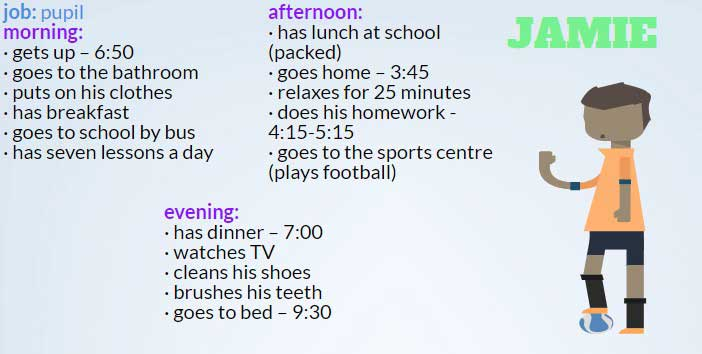 job: pupil
morning:
· gets up – 6:50
· goes to the bathroom
· puts on his clothes
· has breakfast
· goes to school by bus
· has seven lessons a day
afternoon:
· has lunch at school
(packed)
· goes home – 3:45
· relaxes for 25 minutes
· does his homework -
4:15-5:15
· goes to the sports centre
(plays football)
JAMIE
evening:
· has dinner – 7:00
· watches TV
· cleans his shoes
· brushes his teeth
· goes to bed – 9:30